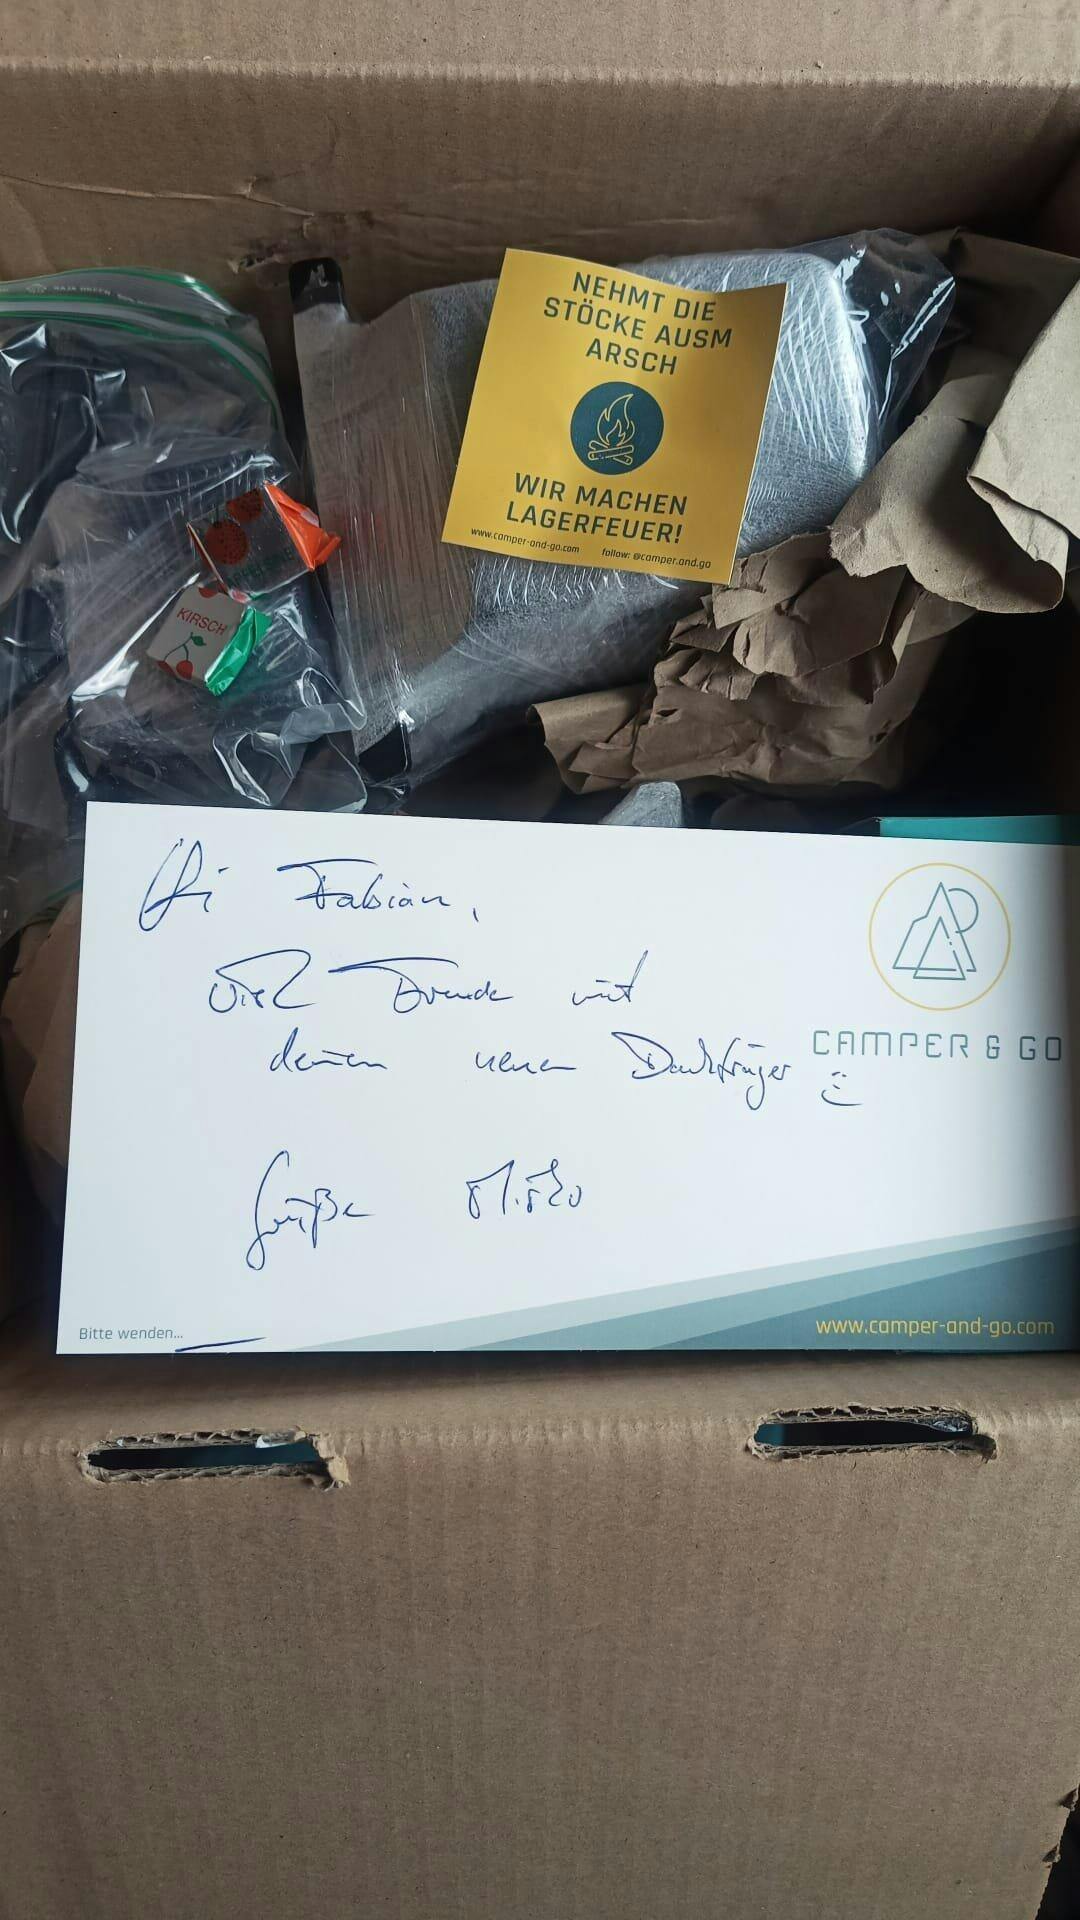 NEHMT DIE
STÖCKE AUSM
ARSCH
WIR MACHEN
LAGERFEUER!
www.camper-and-go.com follow: @camper.and.go
KIRSCH
Hi Fabian,
viel Freude mit
deinem neuen Dachträger
Grüße Mirko
CAMPER & GO
Bitte wenden...
www.camper-and-go.com